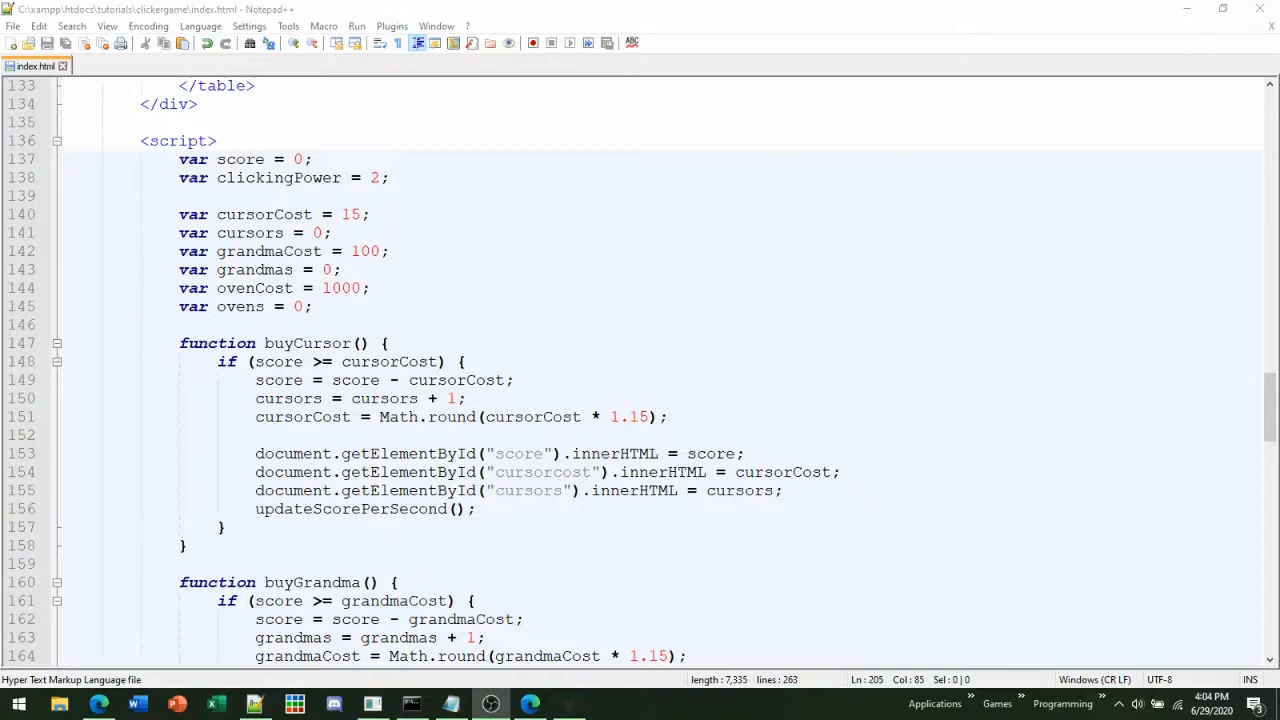 C:\xampp\htdocs\tutorials\clickergame\index.html - Notepad++
File Edit Search View Encoding Language Settings Tools Macro Run Plugins Window ?
X
index.html
133 </table>
134 </div>
135
136 <script>
137 var score = 0;
138 var clickingPower = 2;
139
140 var cursorCost = 15;
141 var cursors = 0;
142 var grandmaCost = 100;
143 var grandmas = 0;
144 var ovenCost = 1000;
145 var ovens = 0;
146
147 function buyCursor() {
148 if (score >= cursorCost) {
149 score = score - cursorCost;
150 cursors = cursors + 1;
151 cursorCost = Math.round(cursorCost * 1.15);
152
153 document.getElementById("score").innerHTML = score;
154 document.getElementById("cursorcost").innerHTML = cursorCost;
155 document.getElementById("cursors").innerHTML = cursors;
156 updateScorePerSecond();
157 }
158 }
159
160 function buyGrandma() {
161 if (score >= grandmaCost) {
162 score = score - grandmaCost;
163 grandmas = grandmas + 1;
164 grandmaCost = Math.round(grandmaCost * 1.15);
Hyper Text Markup Language file length : 7,335 lines : 263 Ln : 205 Col : 85 Sel : 0 | 0 Windows (CR LF) UTF-8 INS
Applications » Games » Programming » 4:04 PM
6/29/2020